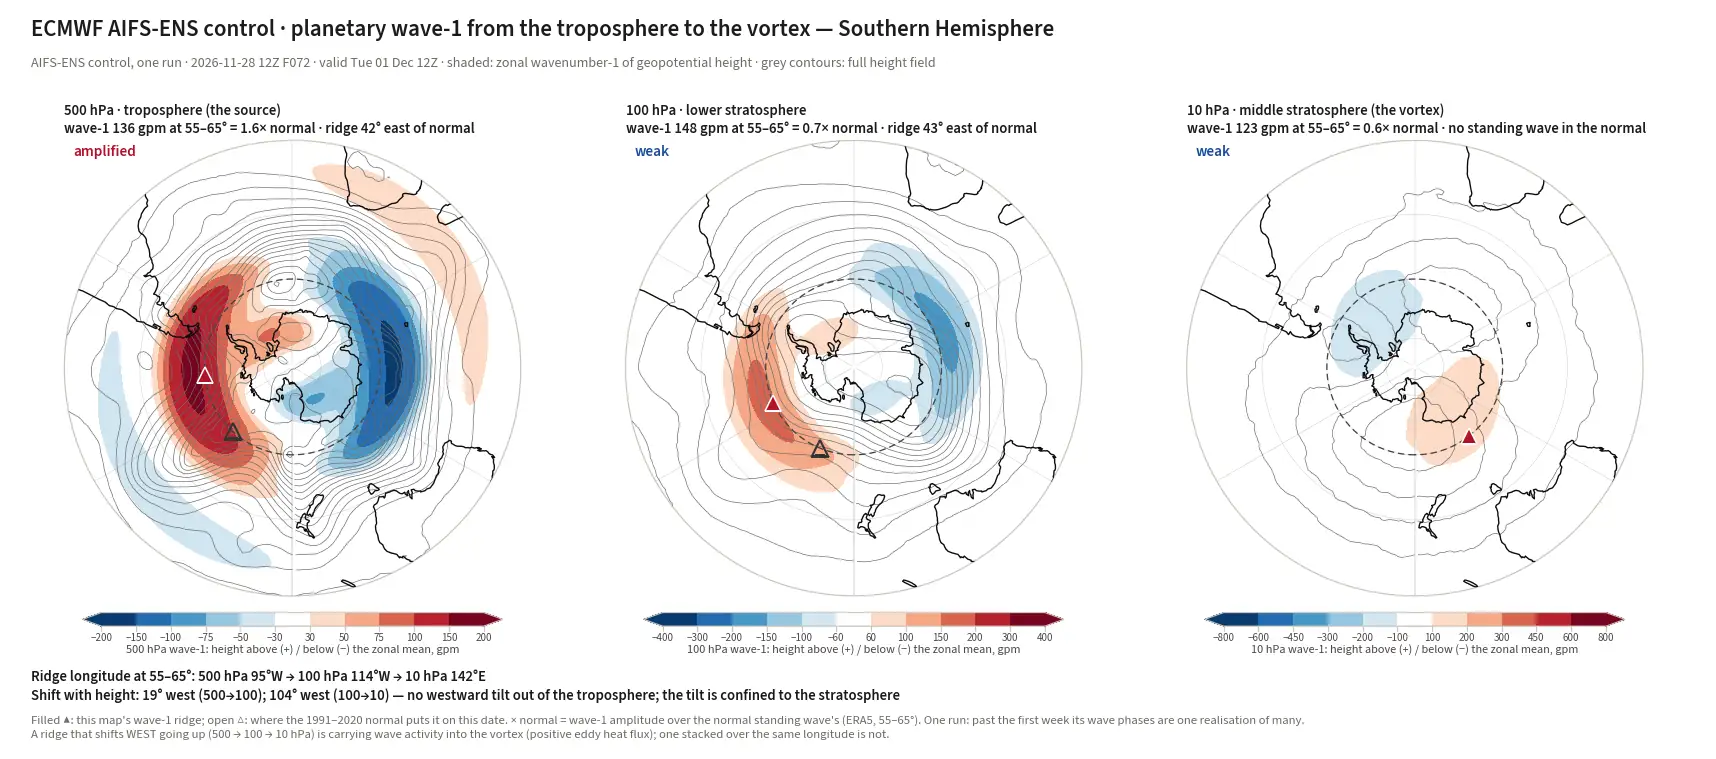 ECMWF AIFS-ENS control · planetary wave-1 from the troposphere to the vortex — Southern Hemisphere
AIFS-ENS control, one run · 2026-11-28 12Z F072 · valid Tue 01 Dec 12Z · shaded: zonal wavenumber-1 of geopotential height · grey contours: full height field
500 hPa · troposphere (the source)
wave-1 136 gpm at 55–65° = 1.6× normal · ridge 42° east of normal
amplified
100 hPa · lower stratosphere
wave-1 148 gpm at 55–65° = 0.7× normal · ridge 43° east of normal
weak
10 hPa · middle stratosphere (the vortex)
wave-1 123 gpm at 55–65° = 0.6× normal · no standing wave in the normal
weak
−200 −150 −100 −75 −50 −30 30 50 75 100 150 200
500 hPa wave-1: height above (+) / below (−) the zonal mean, gpm
−400 −300 −200 −150 −100 −60 60 100 150 200 300 400
100 hPa wave-1: height above (+) / below (−) the zonal mean, gpm
−800 −600 −450 −300 −200 −100 100 200 300 450 600 800
10 hPa wave-1: height above (+) / below (−) the zonal mean, gpm
Ridge longitude at 55–65°: 500 hPa 95°W → 100 hPa 114°W → 10 hPa 142°E
Shift with height: 19° west (500→100); 104° west (100→10) — no westward tilt out of the troposphere; the tilt is confined to the stratosphere
Filled ▲: this map's wave-1 ridge; open △: where the 1991–2020 normal puts it on this date. × normal = wave-1 amplitude over the normal standing wave's (ERA5, 55–65°). One run: past the first week its wave phases are one realisation of many.
A ridge that shifts WEST going up (500 → 100 → 10 hPa) is carrying wave activity into the vortex (positive eddy heat flux); one stacked over the same longitude is not.